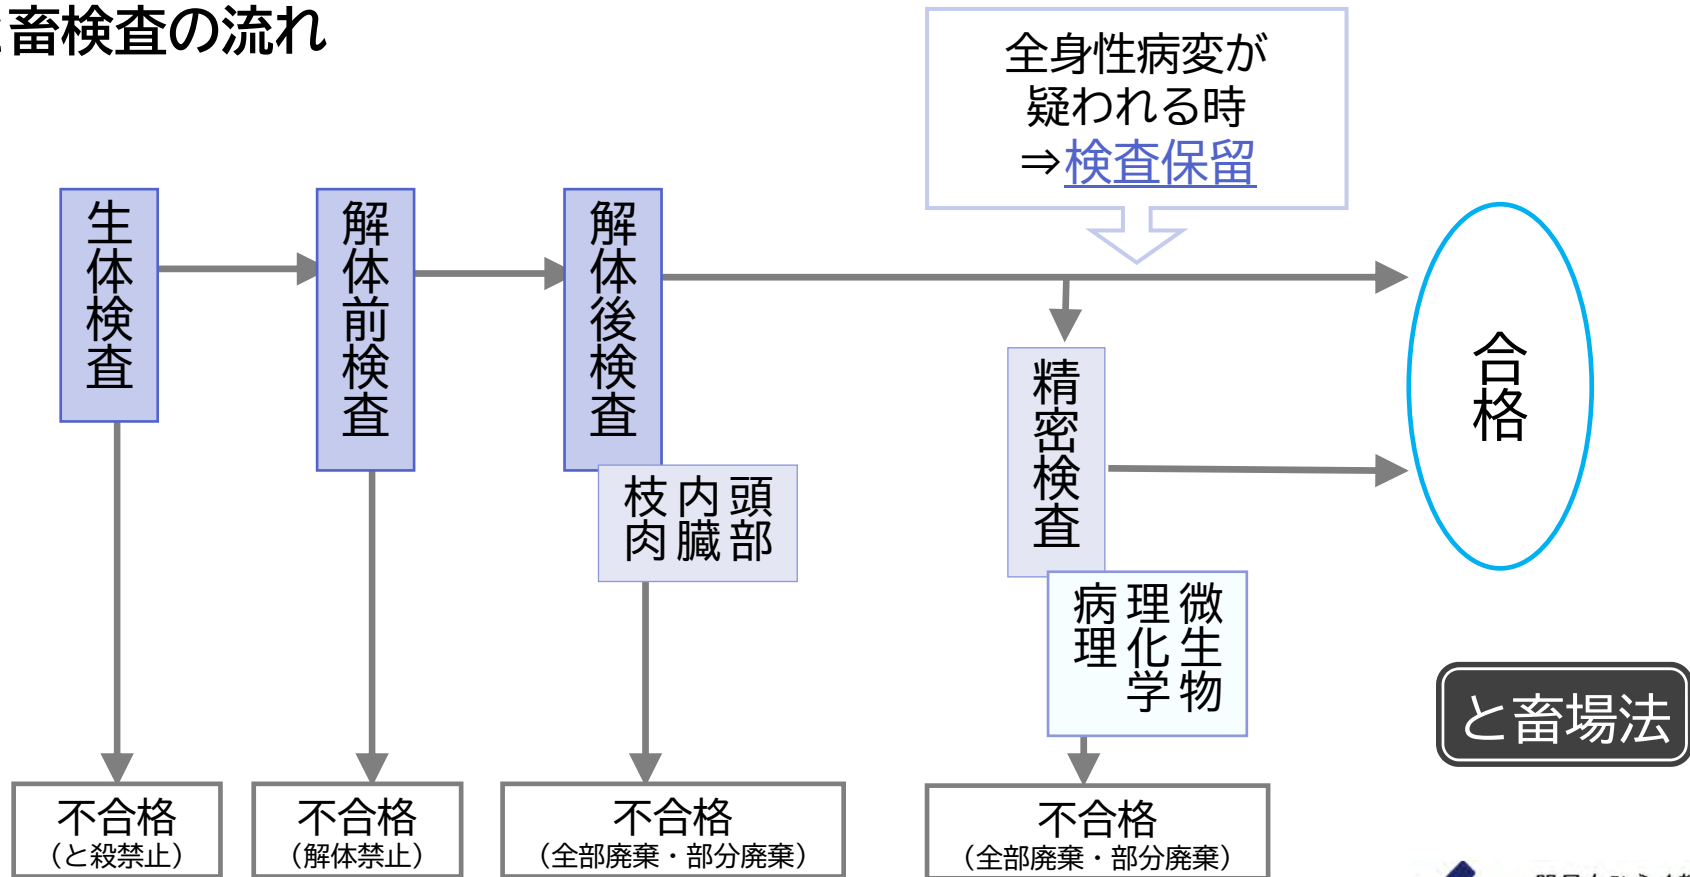 畜検査の流れ
全身性病変が
疑われる時
⇒検査保留
生体検査
解体前検査
解体後検査
頭部
内臓
枝肉
精密検査
微生物
理化学
病理
合格
と畜場法
不合格
（と殺禁止）
不合格
（解体禁止）
不合格
（全部廃棄・部分廃棄）
不合格
（全部廃棄・部分廃棄）